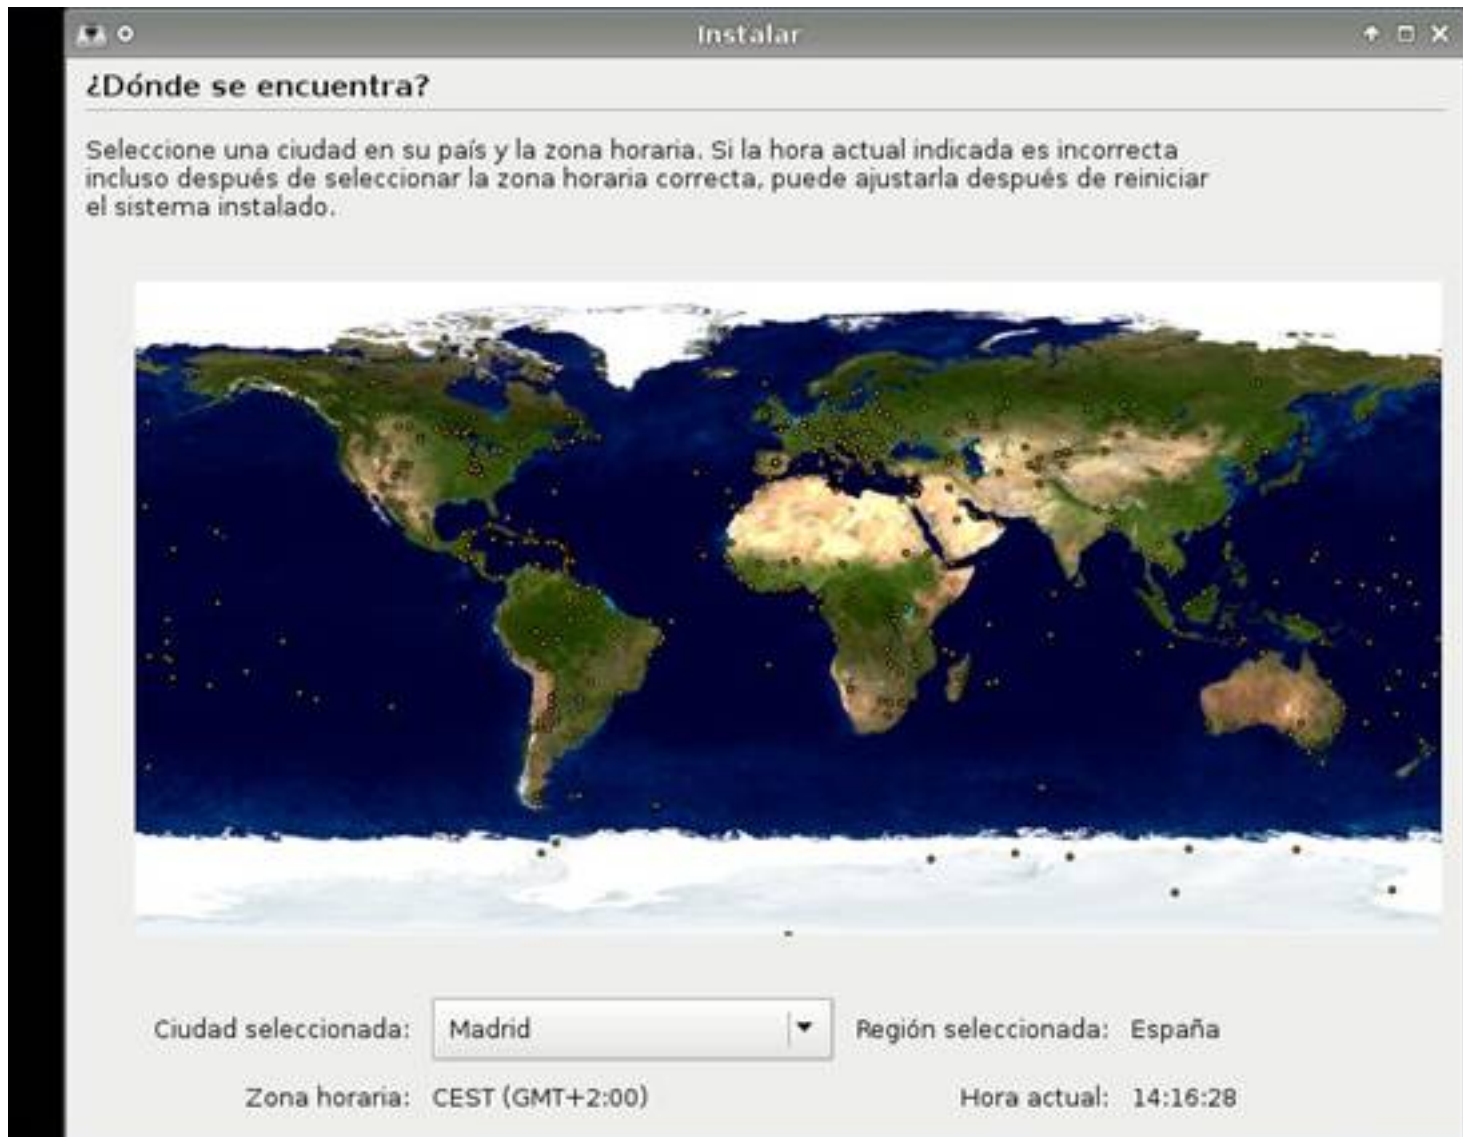 Instalar
¿Dónde se encuentra?
Seleccione una ciudad en su país y la zona horaria. Si la hora actual indicada es incorrecta
incluso después de seleccionar la zona horaria correcta, puede ajustarla después de reiniciar
el sistema instalado.
Ciudad seleccionada: Madrid Región seleccionada: España
Zona horaria: CEST (GMT+2:00) Hora actual: 14:16:28